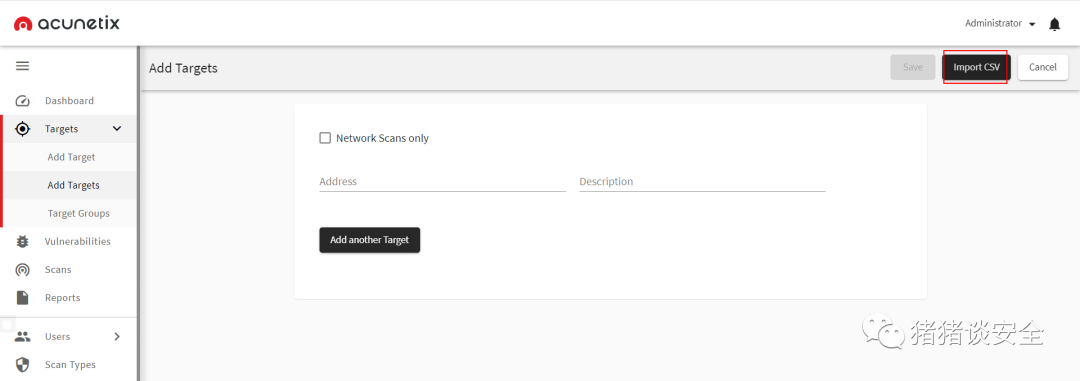 acunetix
Administrator
Add Targets
Save
Import CSV
Cancel
Dashboard
Targets
Add Target
Add Targets
Target Groups
Vulnerabilities
Scans
Reports
Users
Scan Types
Network Scans only
Address
Description
Add another Target
猪猪谈安全